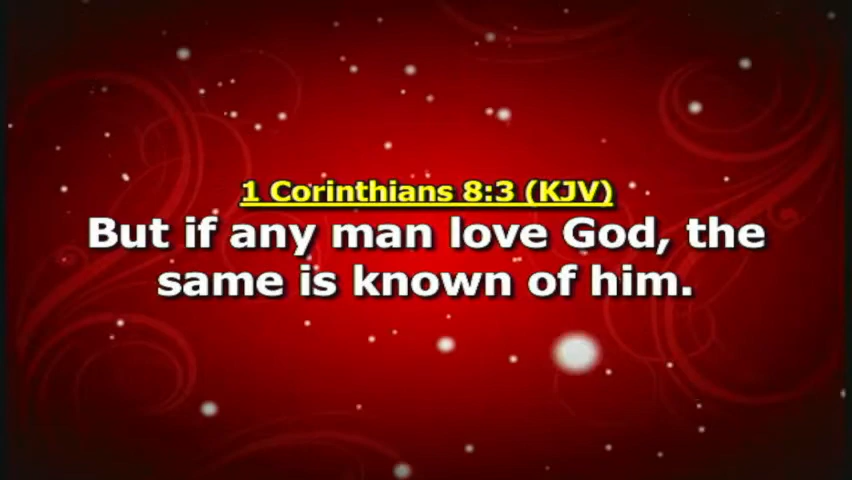 1 Corinthians 8:3 (KJV)
But if any man love God, the
same is known of him.